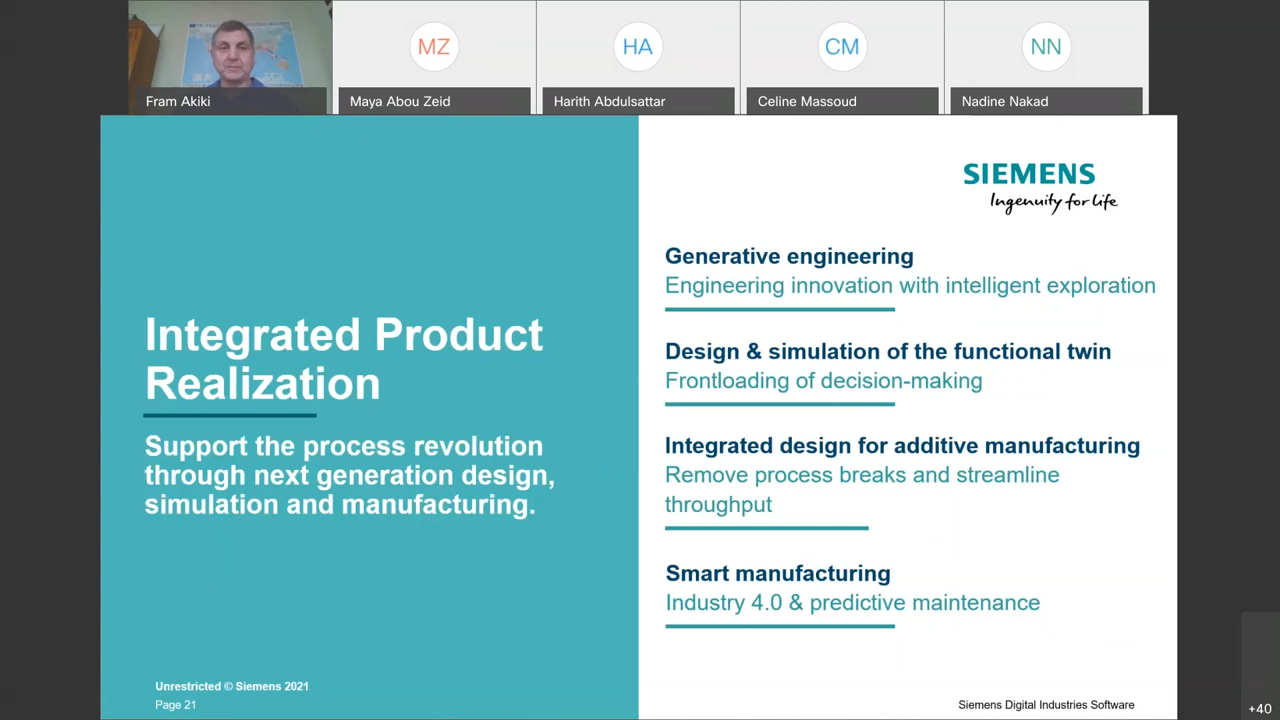 MZ
HA
CM
NN
Fram Akiki
Maya Abou Zeid
Harith Abdulsattar
Celine Massoud
Nadine Nakad
SIEMENS
Ingenuity for life
Integrated Product
Realization
Support the process revolution
through next generation design,
simulation and manufacturing.
Generative engineering
Engineering innovation with intelligent exploration
Design & simulation of the functional twin
Frontloading of decision-making
Integrated design for additive manufacturing
Remove process breaks and streamline
throughput
Smart manufacturing
Industry 4.0 & predictive maintenance
Unrestricted © Siemens 2021
Page 21
Siemens Digital Industries Software
+40